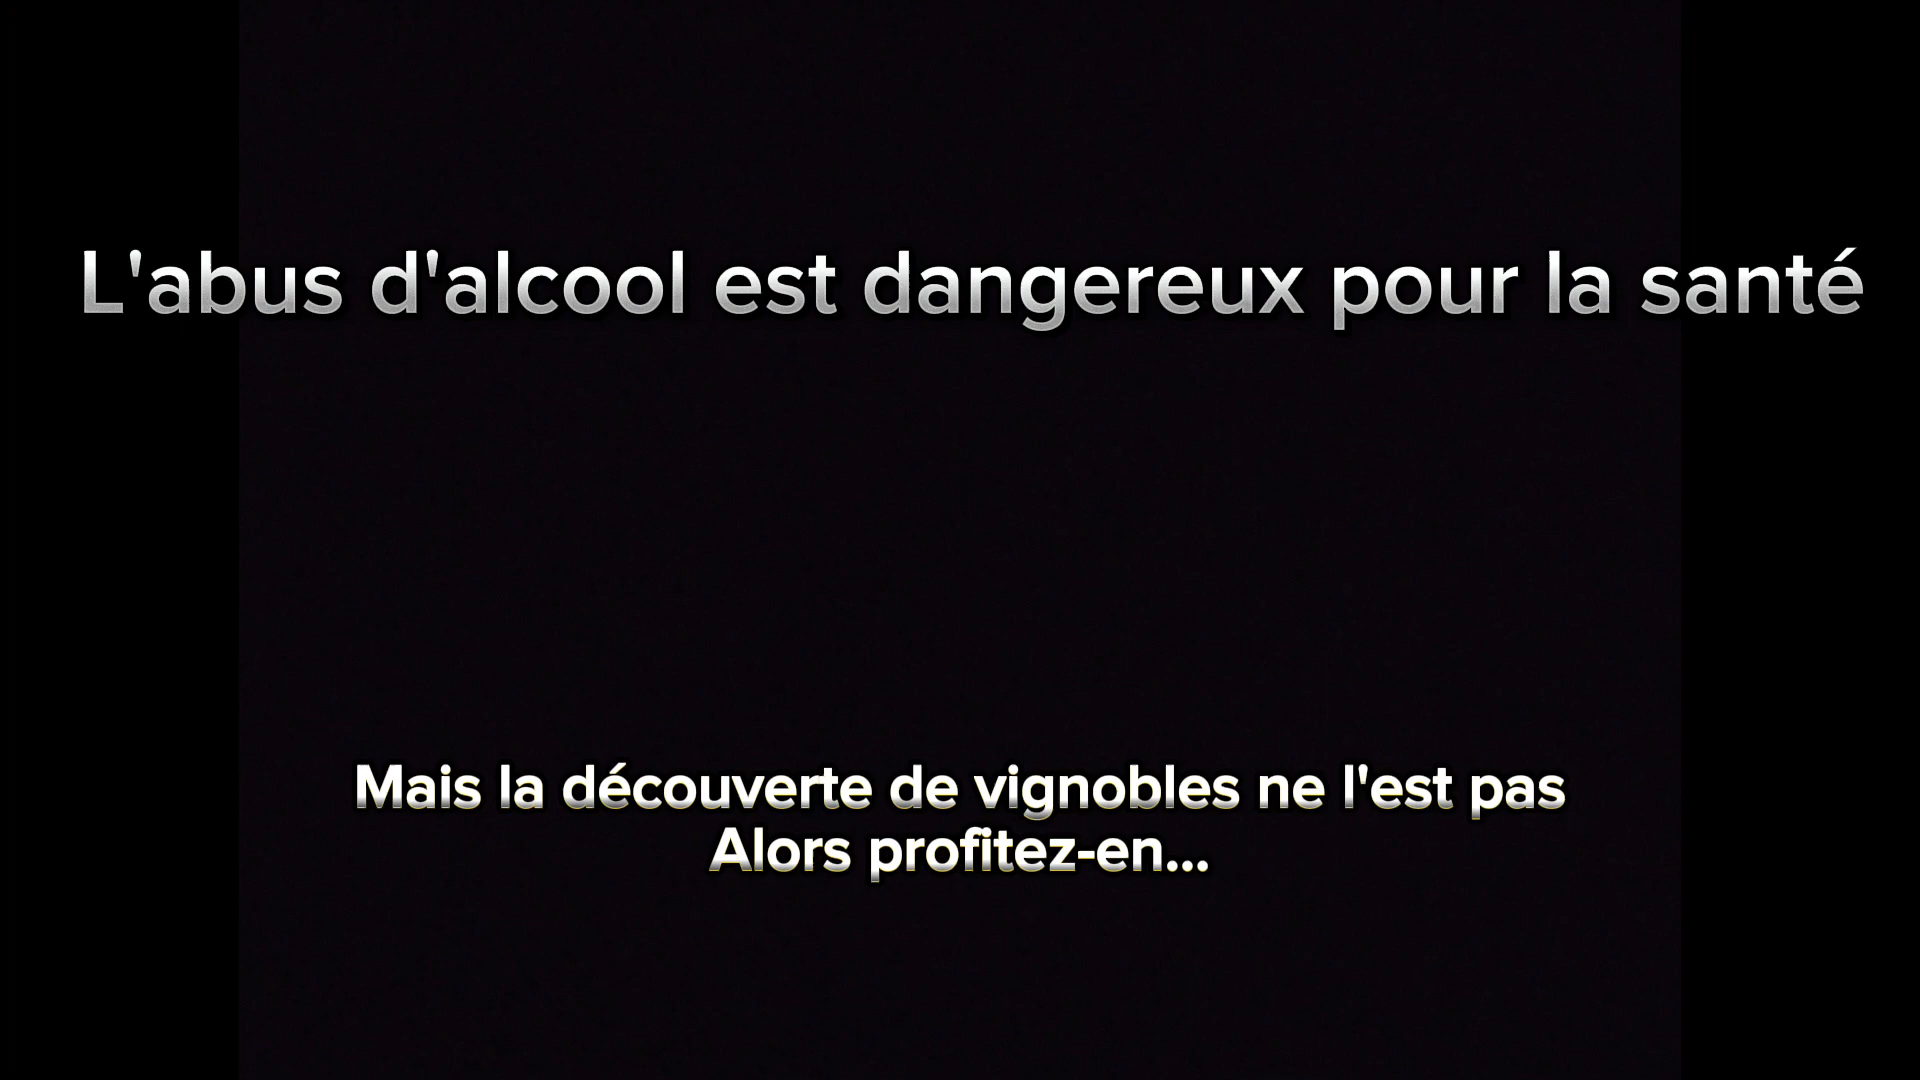 L'abus d'alcool est dangereux pour la santé
Mais la découverte de vignobles ne l'est pas
Alors profitez-en...